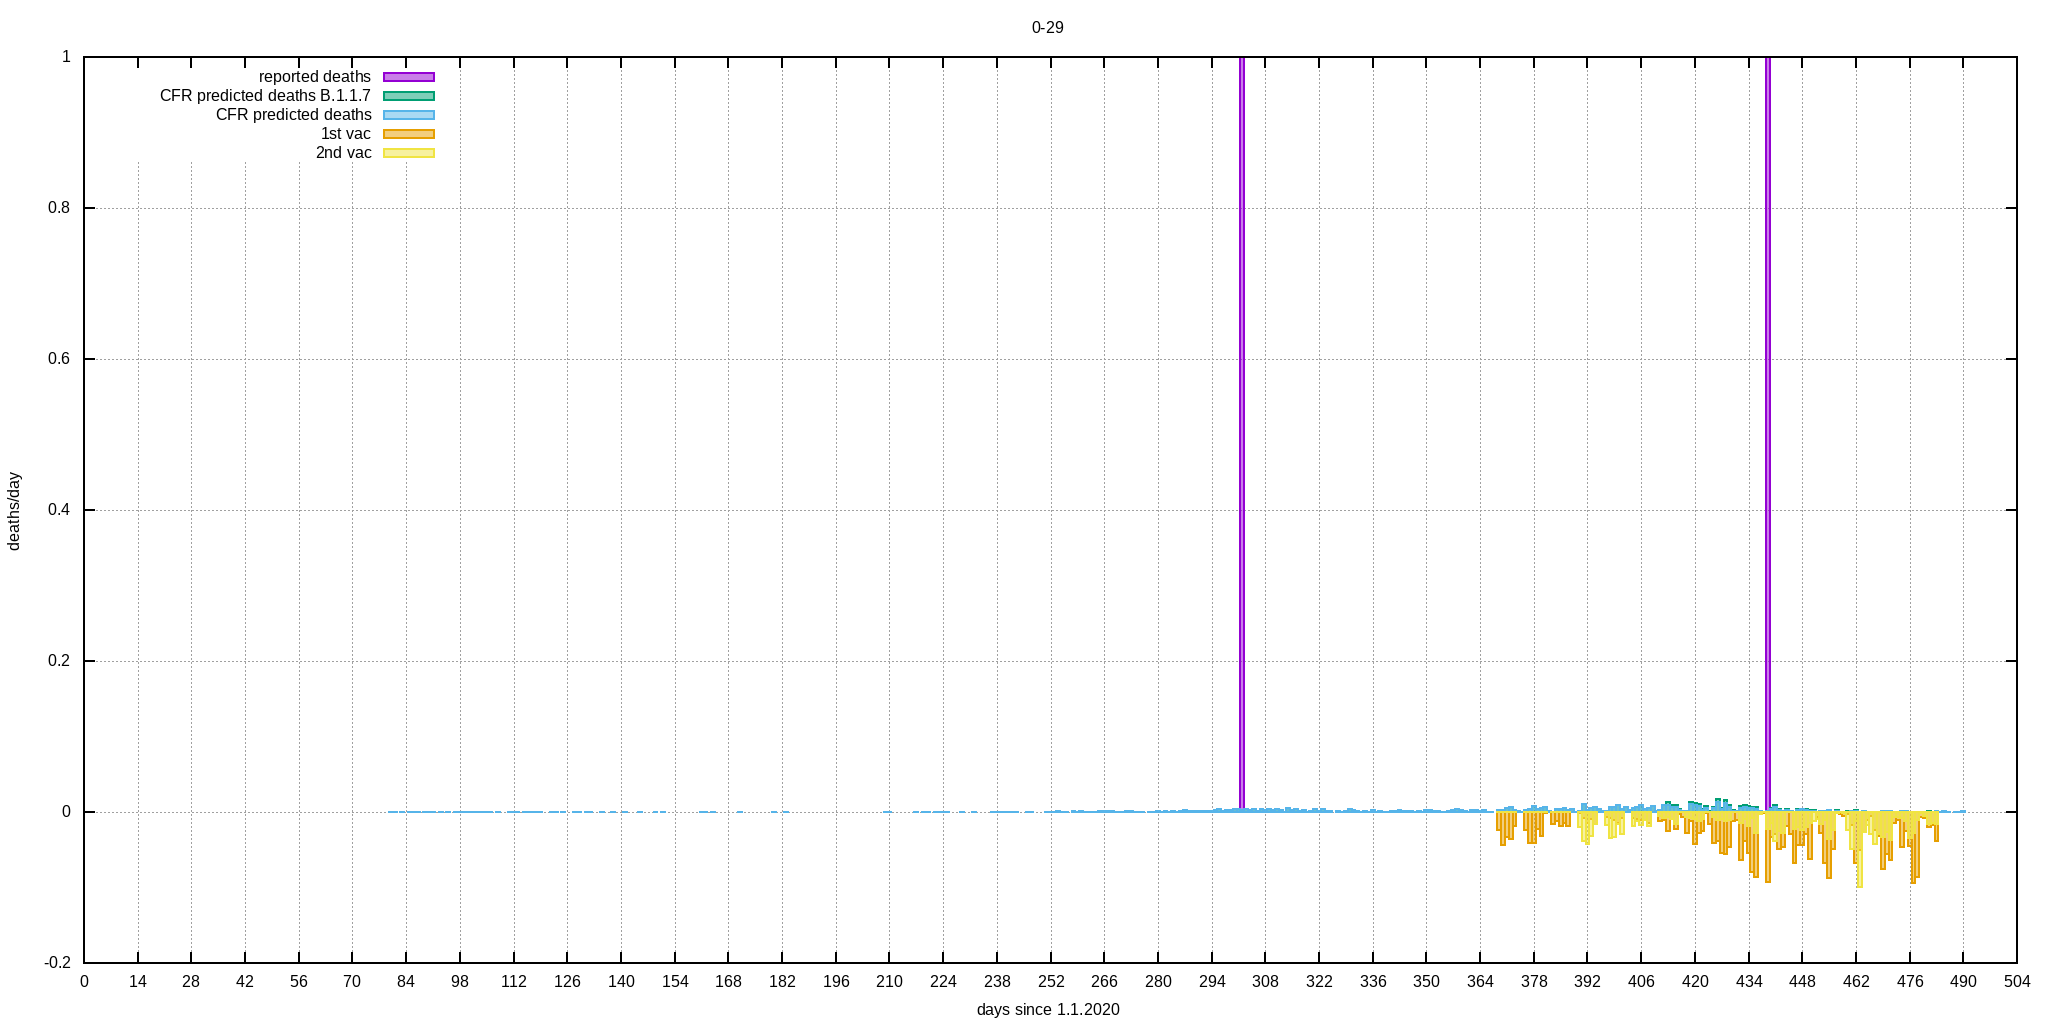 0-29
1
reported deaths
CFR predicted deaths B.1.1.7
CFR predicted deaths
1st vac
2nd vac
0.8
0.6
0.4
0.2
0
-0.2
deaths/day
0 14 28 42 56 70 84 98 112 126 140 154 168 182 196 210 224 238 252 266 280 294 308 322 336 350 364 378 392 406 420 434 448 462 476 490 504
days since 1.1.2020